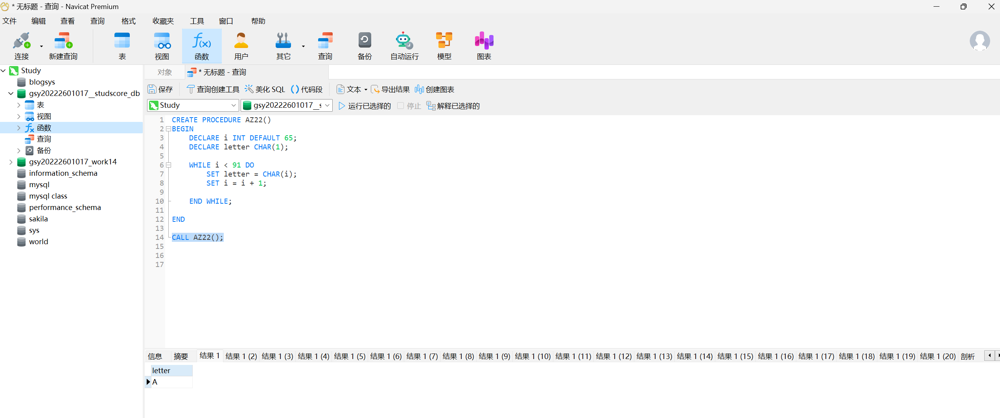 * 无标题 - 查询 - Navicat Premium
文件 编辑 查看 查询 格式 收藏夹 工具 窗口 帮助
连接 新建查询 表 视图 函数 用户 其它 查询 备份 自动运行 模型 图表
Study
blogsys
gsy20222601017__studscore_db
表
视图
函数
查询
备份
gsy20222601017_work14
information_schema
mysql
mysql class
performance_schema
sakila
sys
world
对象 * 无标题 - 查询
保存 查询创建工具 美化 SQL 代码段 文本 导出结果 创建图表
Study gsy20222601017__s 运行已选择的 停止 解释已选择的
1 CREATE PROCEDURE AZ22()
2 BEGIN
3 DECLARE i INT DEFAULT 65;
4 DECLARE letter CHAR(1);
5
6 WHILE i < 91 DO
7 SET letter = CHAR(i);
8 SET i = i + 1;
9
10 END WHILE;
11
12 END
13
14 CALL AZ22();
15
16
17
信息 摘要 结果 1 结果 1 (2) 结果 1 (3) 结果 1 (4) 结果 1 (5) 结果 1 (6) 结果 1 (7) 结果 1 (8) 结果 1 (9) 结果 1 (10) 结果 1 (11) 结果 1 (12) 结果 1 (13) 结果 1 (14) 结果 1 (15) 结果 1 (16) 结果 1 (17) 结果 1 (18) 结果 1 (19) 结果 1 (20) 剖析
letter
A